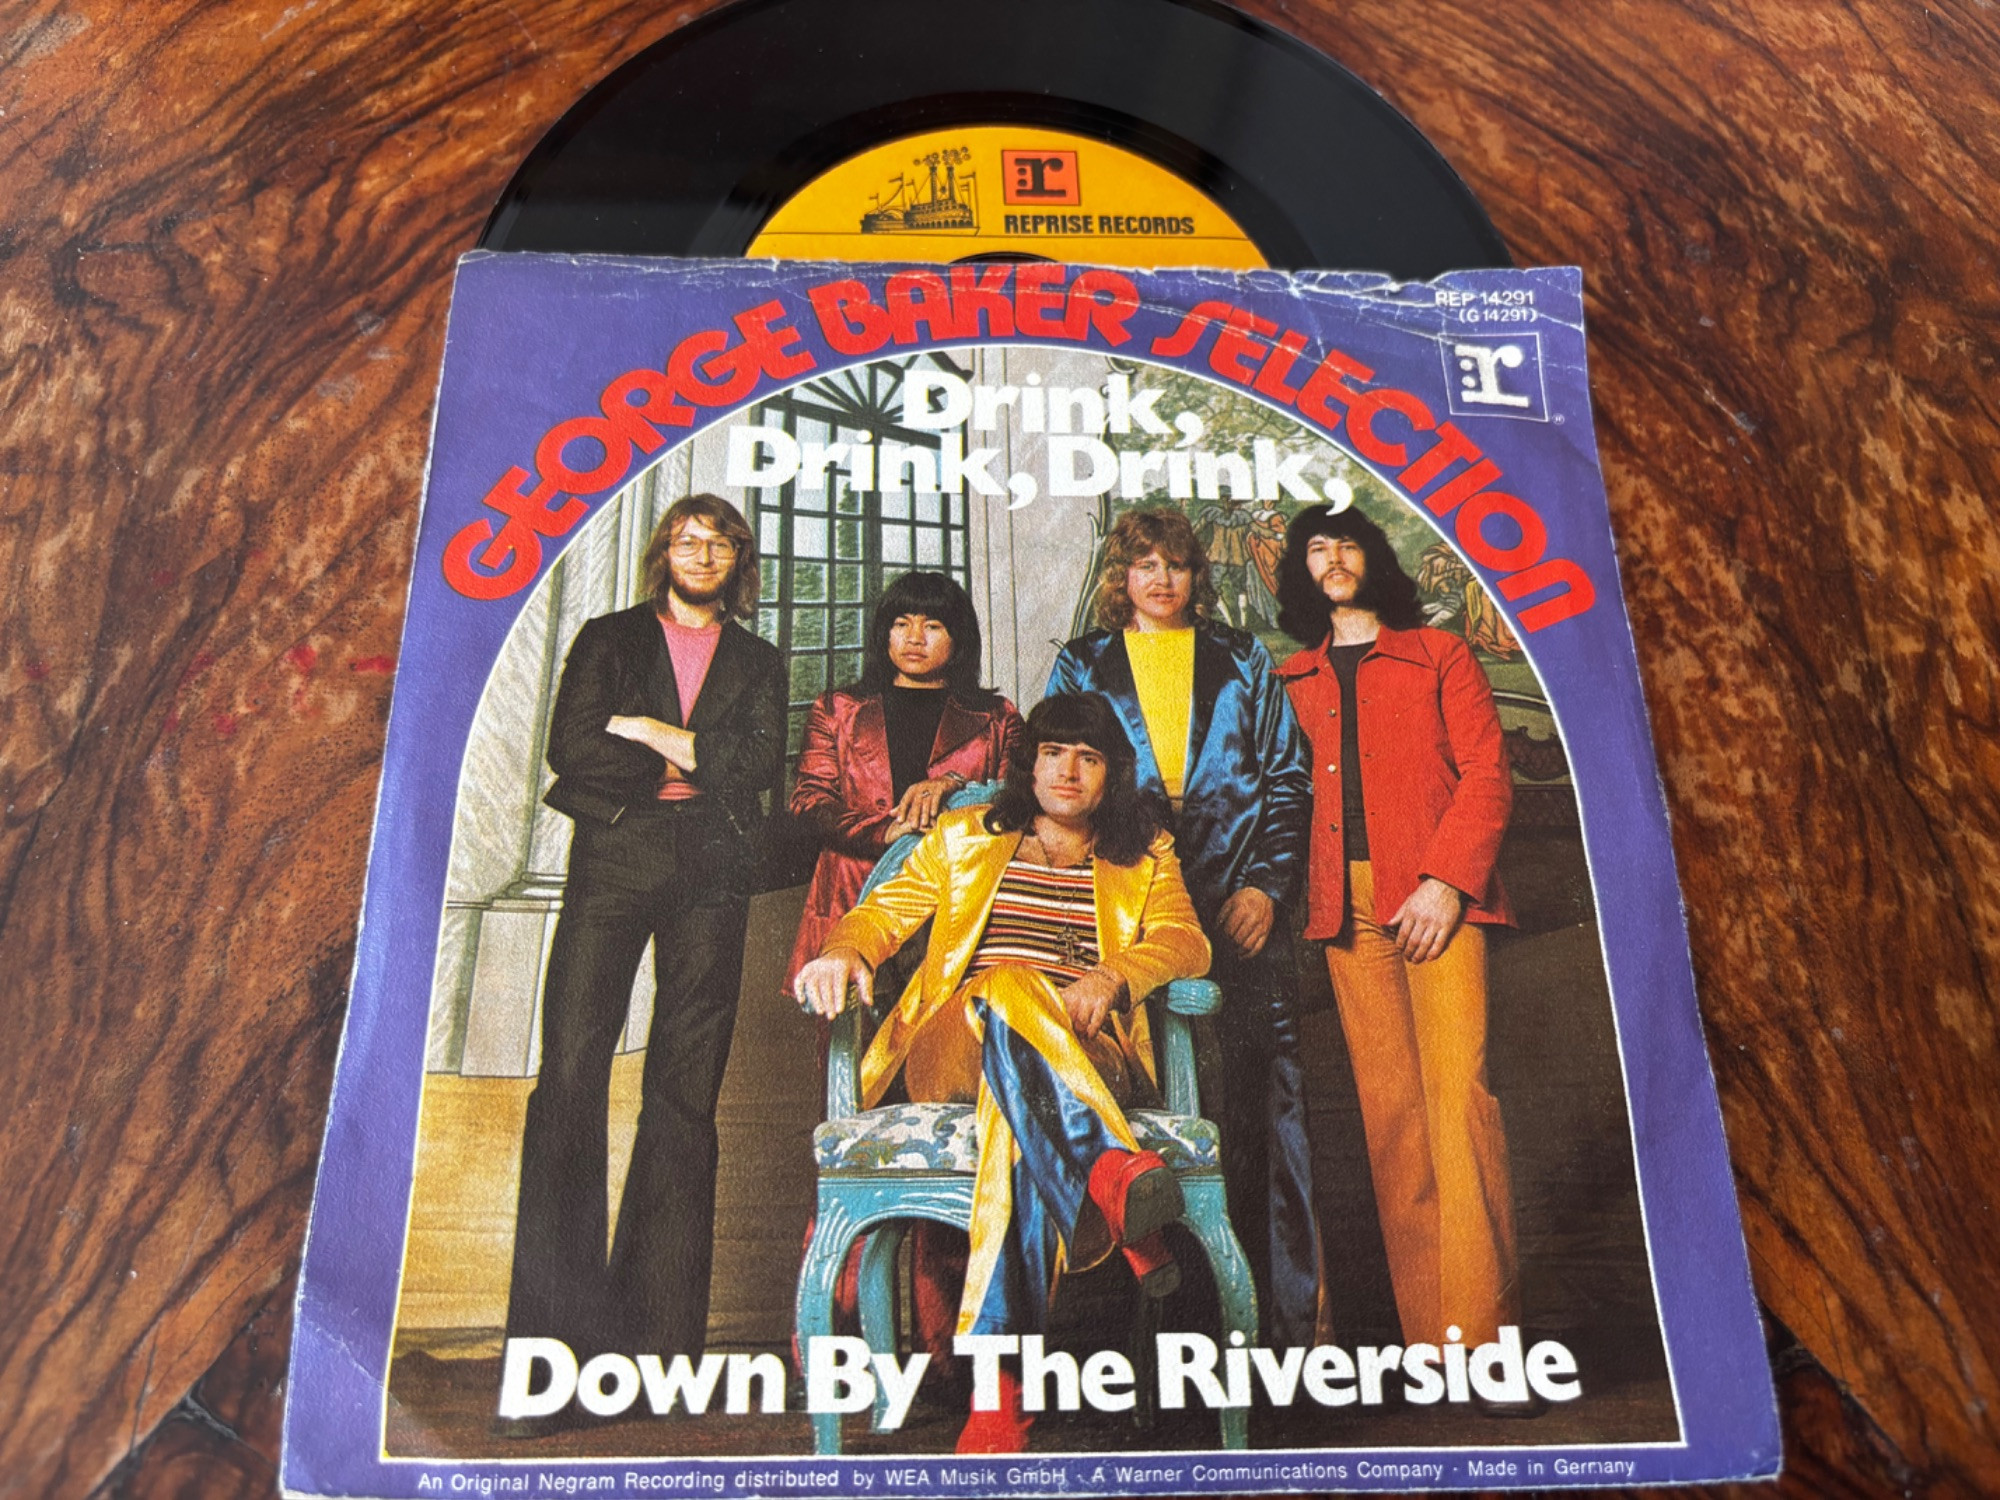 r
REPRISE RECORDS
GEORGE BAKER SELECTION
REP 14291
(G 14291)
r
®
Drink,
Drink, Drink,
Down By The Riverside
An Original Negram Recording distributed by WEA Musik GmbH · A Warner Communications Company · Made in Germany